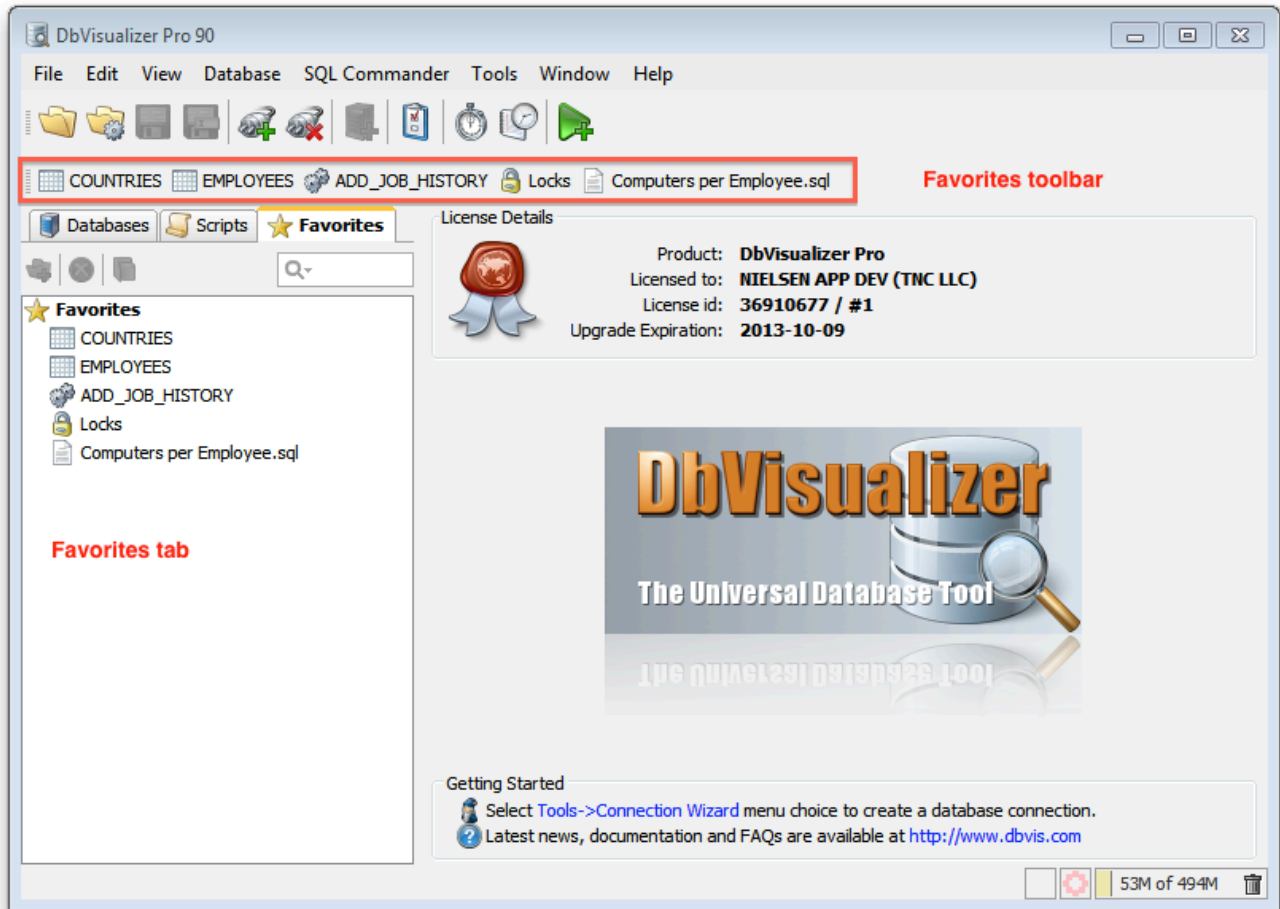 DbVisualizer Pro 90
File Edit View Database SQL Commander Tools Window Help
COUNTRIES EMPLOYEES ADD_JOB_HISTORY Locks Computers per Employee.sql
Favorites toolbar
Databases Scripts Favorites
Favorites
COUNTRIES
EMPLOYEES
ADD_JOB_HISTORY
Locks
Computers per Employee.sql
Favorites tab
License Details
Product: DbVisualizer Pro
Licensed to: NIELSEN APP DEV (TNC LLC)
License id: 36910677 / #1
Upgrade Expiration: 2013-10-09
DbVisualizer
The Universal Database Tool
Getting Started
Select Tools->Connection Wizard menu choice to create a database connection.
Latest news, documentation and FAQs are available at http://www.dbvis.com
53M of 494M